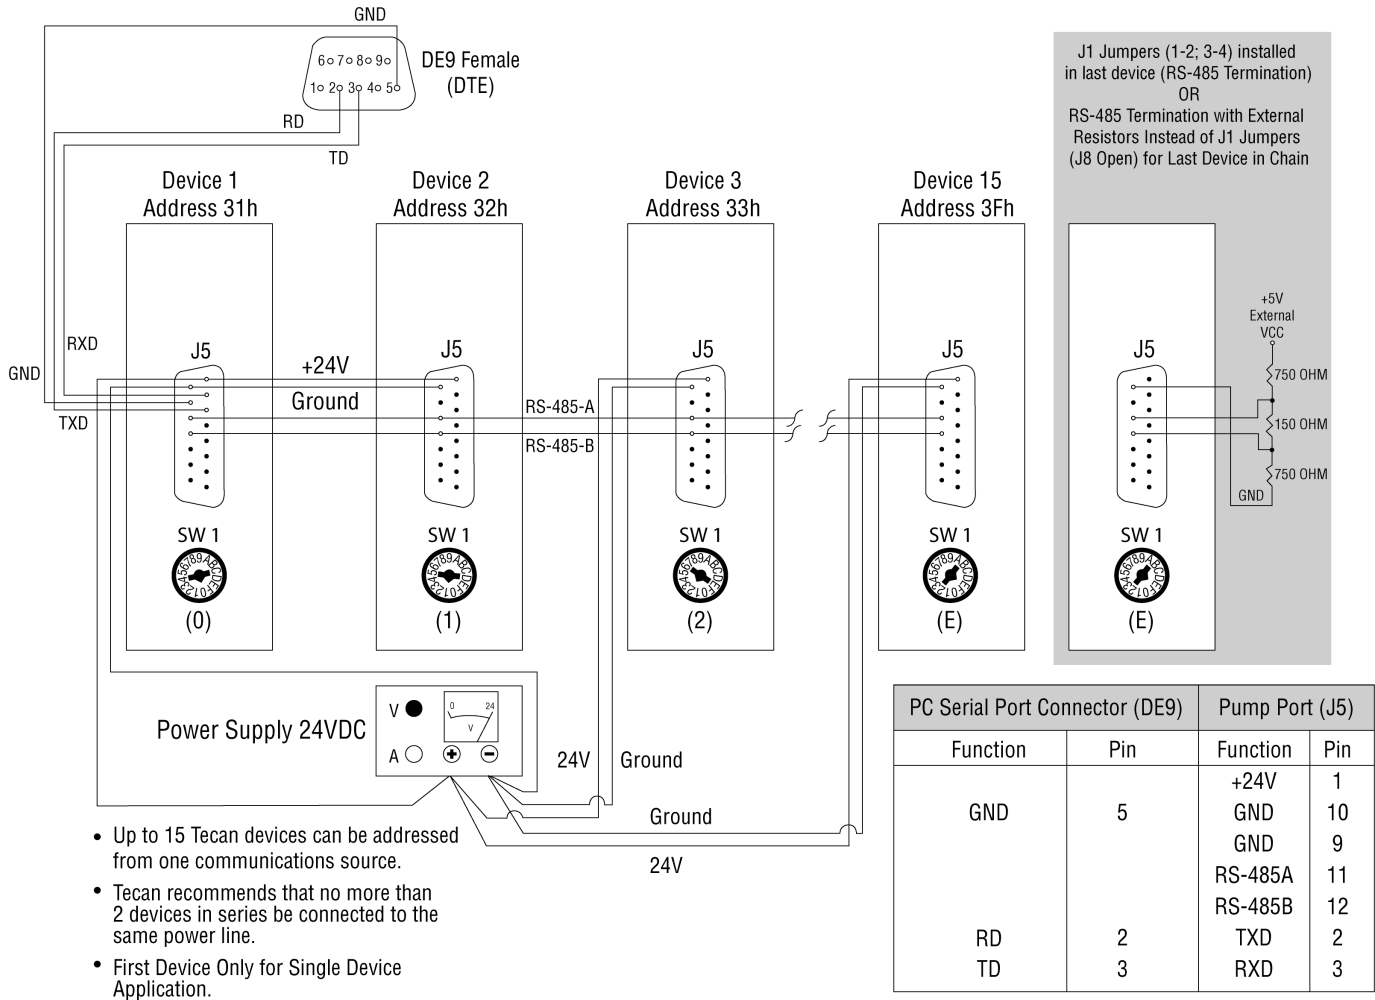 GND
6 7 8 9
1 2 3 4 5
DE9 Female
(DTE)
RD
TD
J1 Jumpers (1-2; 3-4) installed
in last device (RS-485 Termination)
OR
RS-485 Termination with External
Resistors Instead of J1 Jumpers
(J8 Open) for Last Device in Chain
Device 1
Address 31h
Device 2
Address 32h
Device 3
Address 33h
Device 15
Address 3Fh
RXD
GND
TXD
J5
+24V
Ground
J5
RS-485-A
RS-485-B
J5
J5
J5
+5V
External
VCC
750 OHM
150 OHM
750 OHM
GND
SW 1
0123456789ABCDEF
(0)
SW 1
0123456789ABCDEF
(1)
SW 1
0123456789ABCDEF
(2)
SW 1
0123456789ABCDEF
(E)
SW 1
0123456789ABCDEF
(E)
Power Supply 24VDC
V
A
0 24
V
+ −
24V
Ground
Ground
24V
• Up to 15 Tecan devices can be addressed
from one communications source.
• Tecan recommends that no more than
2 devices in series be connected to the
same power line.
• First Device Only for Single Device
Application.
PC Serial Port Connector (DE9) Pump Port (J5)
Function Pin Function Pin
+24V 1
GND 5 GND 10
GND 9
RS-485A 11
RS-485B 12
RD 2 TXD 2
TD 3 RXD 3